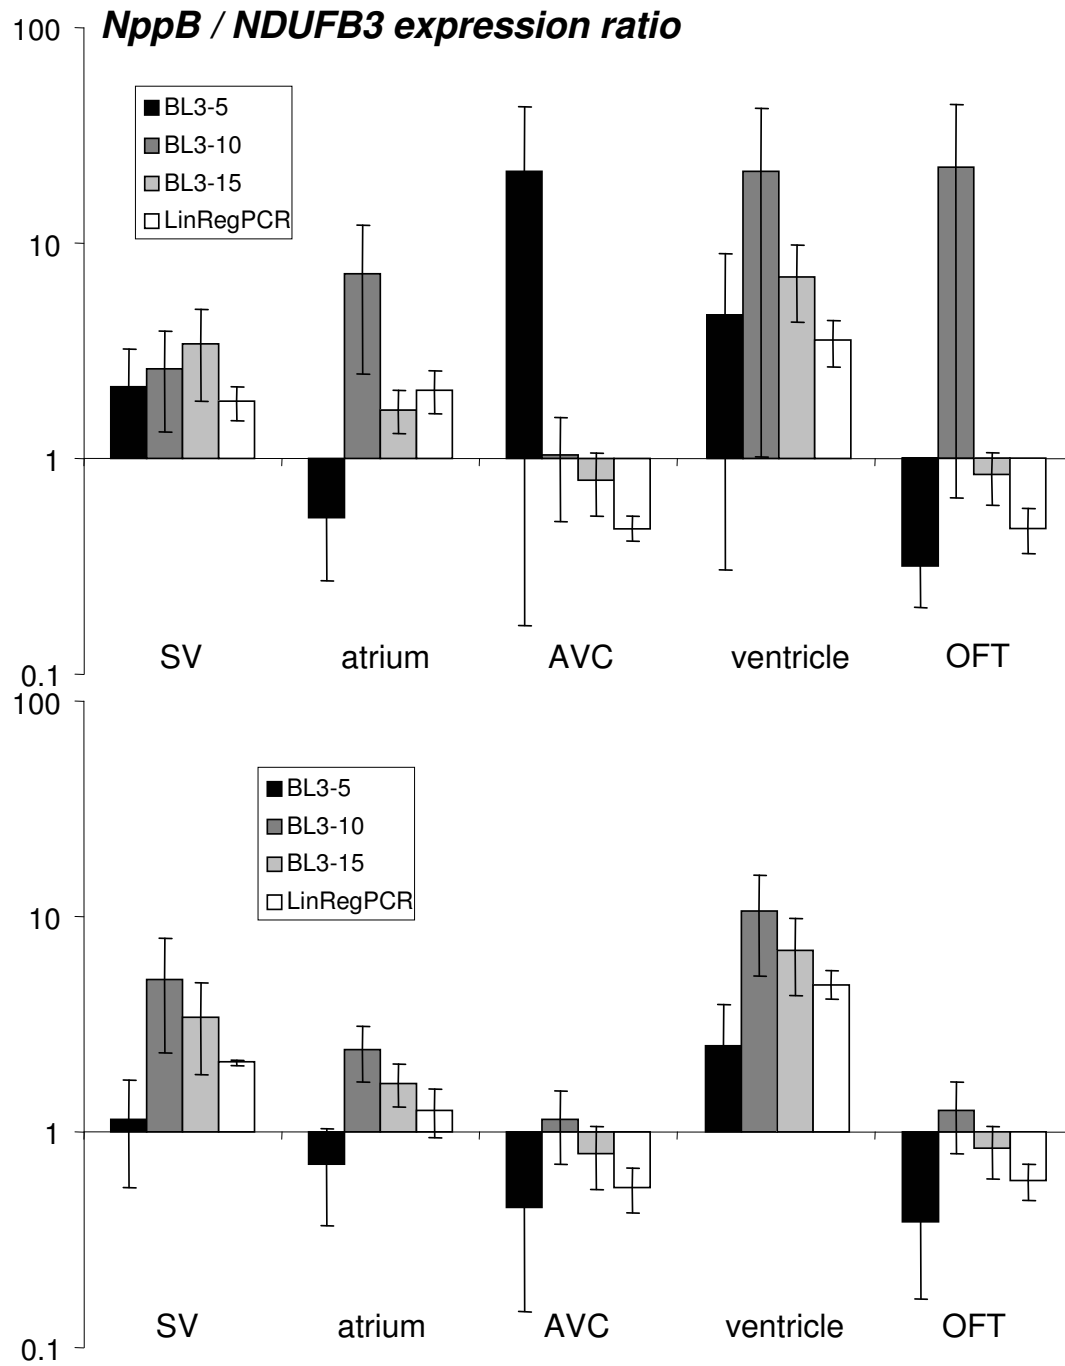 NppB / NDUFB3 expression ratio
100
10
1
0.1
BL3-5
BL3-10
BL3-15
LinRegPCR
SV atrium AVC ventricle OFT
100
10
1
0.1
BL3-5
BL3-10
BL3-15
LinRegPCR
SV atrium AVC ventricle OFT